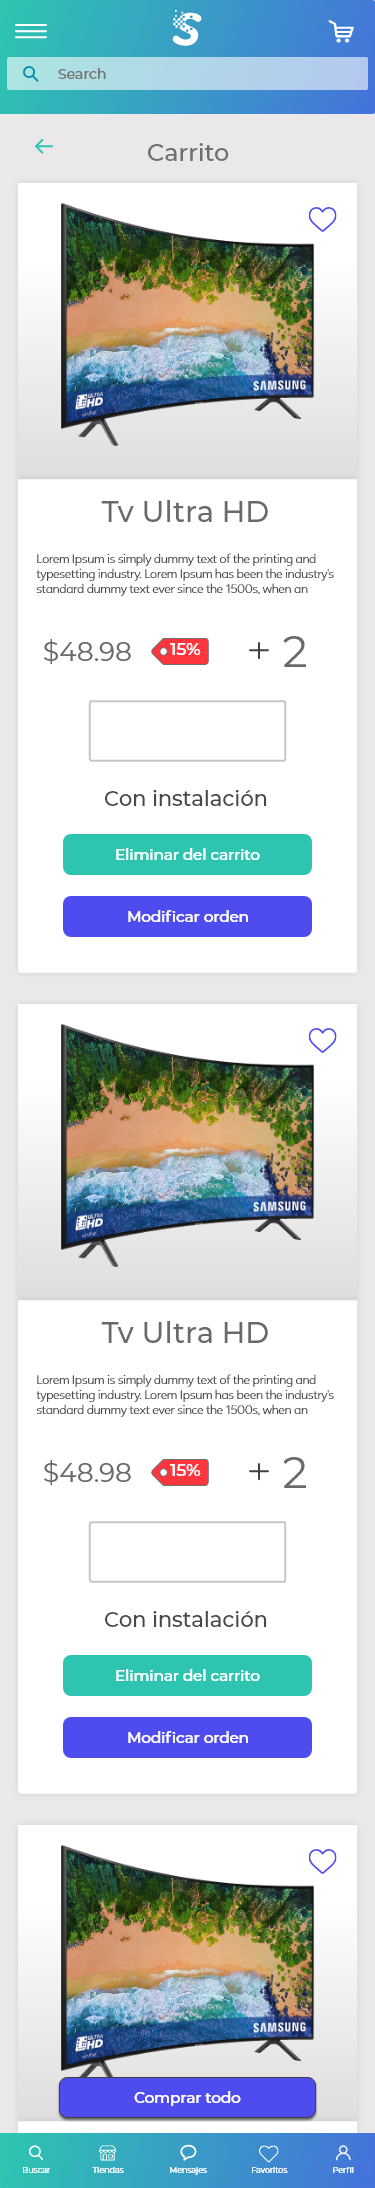 S
Search
Carrito
SAMSUNG
ULTRA
HD
Tv Ultra HD
Lorem Ipsum is simply dummy text of the printing and
typesetting industry. Lorem Ipsum has been the industry's
standard dummy text ever since the 1500s, when an
$48.98 15% + 2
Con instalación
Eliminar del carrito
Modificar orden
SAMSUNG
ULTRA
HD
Tv Ultra HD
Lorem Ipsum is simply dummy text of the printing and
typesetting industry. Lorem Ipsum has been the industry's
standard dummy text ever since the 1500s, when an
$48.98 15% + 2
Con instalación
Eliminar del carrito
Modificar orden
SAMSUNG
ULTRA
HD
Comprar todo
Buscar Tiendas Mensajes Favoritos Perfil